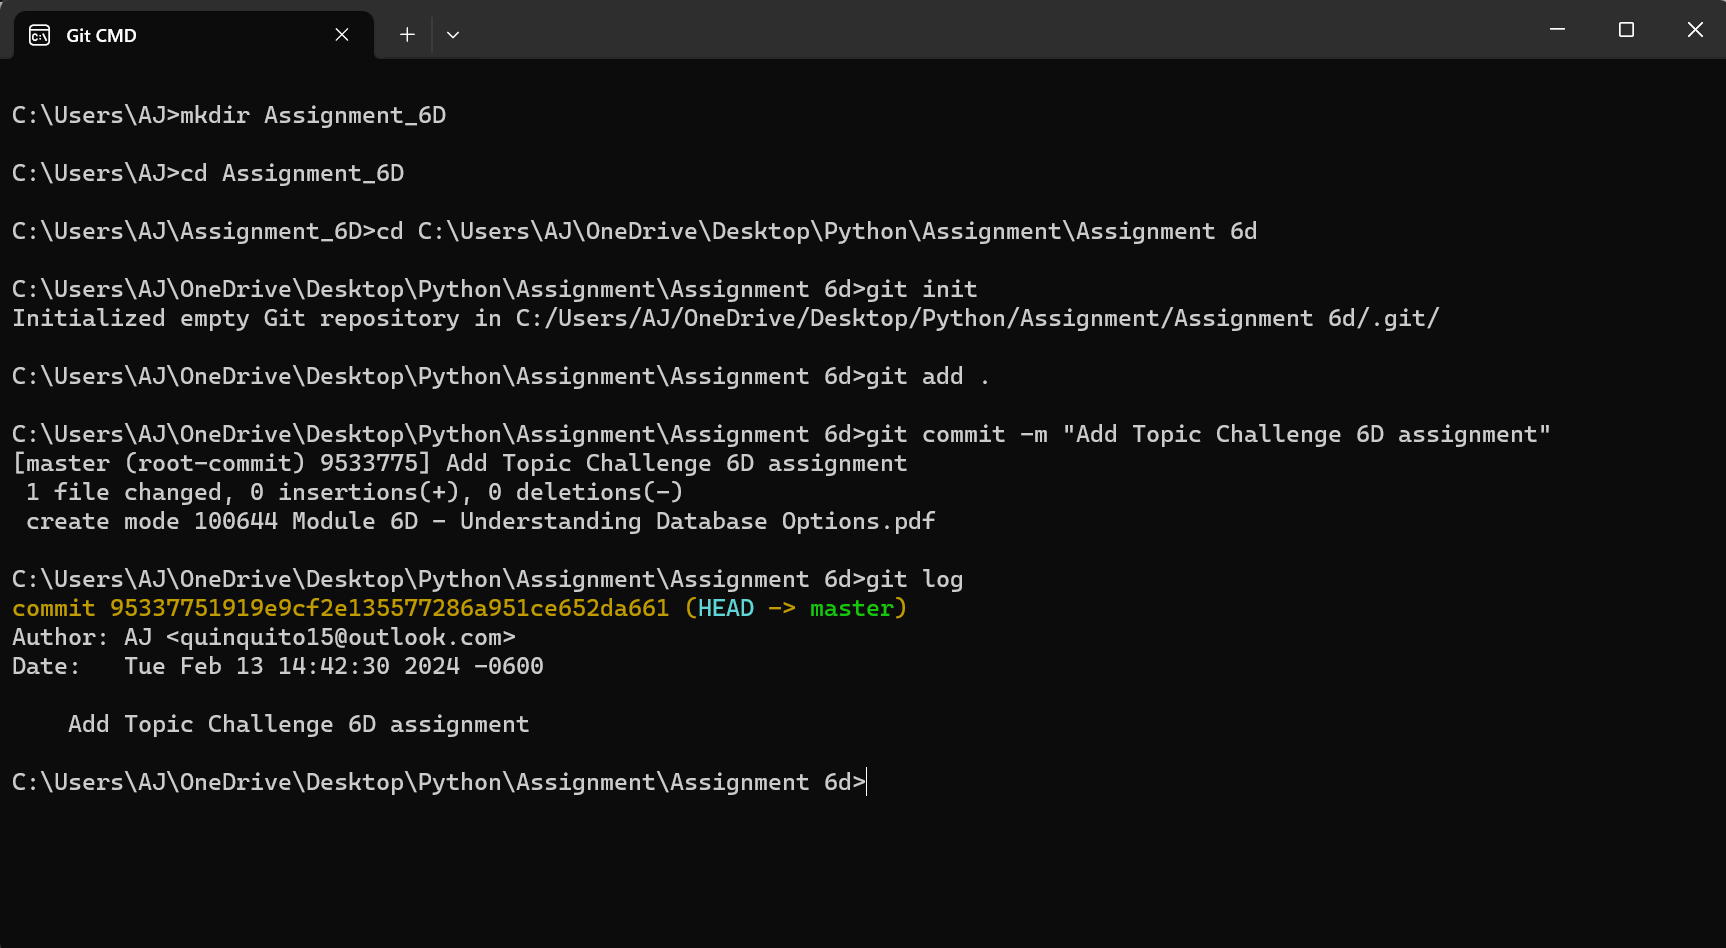 Git CMD
C:\Users\AJ>mkdir Assignment_6D
C:\Users\AJ>cd Assignment_6D
C:\Users\AJ\Assignment_6D>cd C:\Users\AJ\OneDrive\Desktop\Python\Assignment\Assignment 6d
C:\Users\AJ\OneDrive\Desktop\Python\Assignment\Assignment 6d>git init
Initialized empty Git repository in C:/Users/AJ/OneDrive/Desktop/Python/Assignment/Assignment 6d/.git/
C:\Users\AJ\OneDrive\Desktop\Python\Assignment\Assignment 6d>git add .
C:\Users\AJ\OneDrive\Desktop\Python\Assignment\Assignment 6d>git commit -m "Add Topic Challenge 6D assignment"
[master (root-commit) 9533775] Add Topic Challenge 6D assignment
 1 file changed, 0 insertions(+), 0 deletions(-)
 create mode 100644 Module 6D - Understanding Database Options.pdf
C:\Users\AJ\OneDrive\Desktop\Python\Assignment\Assignment 6d>git log
commit 95337751919e9cf2e135577286a951ce652da661 (HEAD -> master)
Author: AJ <quinquito15@outlook.com>
Date:   Tue Feb 13 14:42:30 2024 -0600
    Add Topic Challenge 6D assignment
C:\Users\AJ\OneDrive\Desktop\Python\Assignment\Assignment 6d>